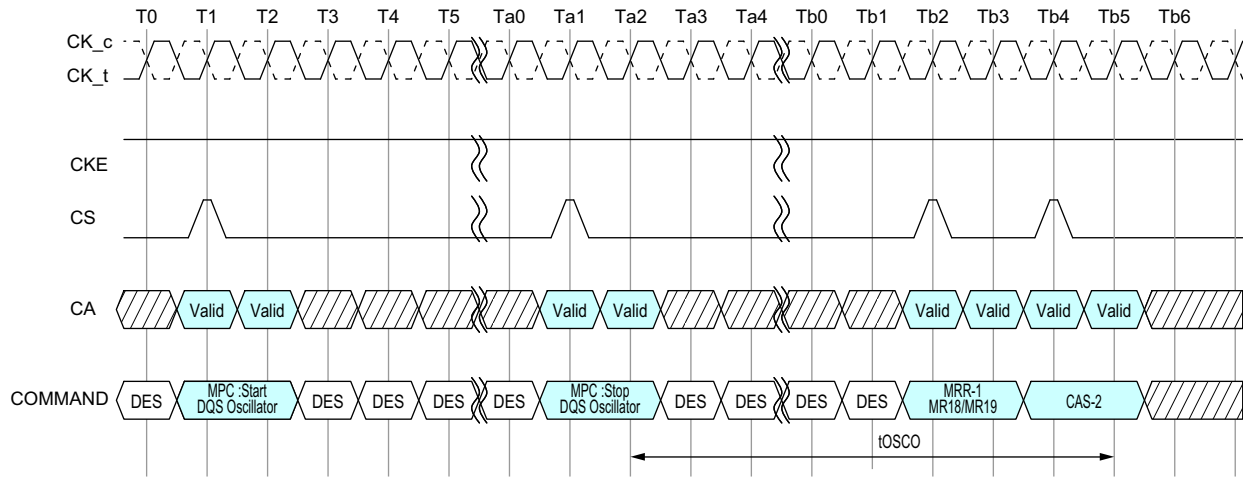 T0 T1 T2 T3 T4 T5 Ta0 Ta1 Ta2 Ta3 Ta4 Tb0 Tb1 Tb2 Tb3 Tb4 Tb5 Tb6
CK_c
CK_t
CKE
CS
CA Valid Valid Valid Valid Valid Valid Valid Valid
COMMAND DES MPC :Start DES DES DES DES MPC :Stop DES DES DES DES MRR-1 CAS-2
DQS Oscillator DQS Oscillator MR18/MR19
tOSCO